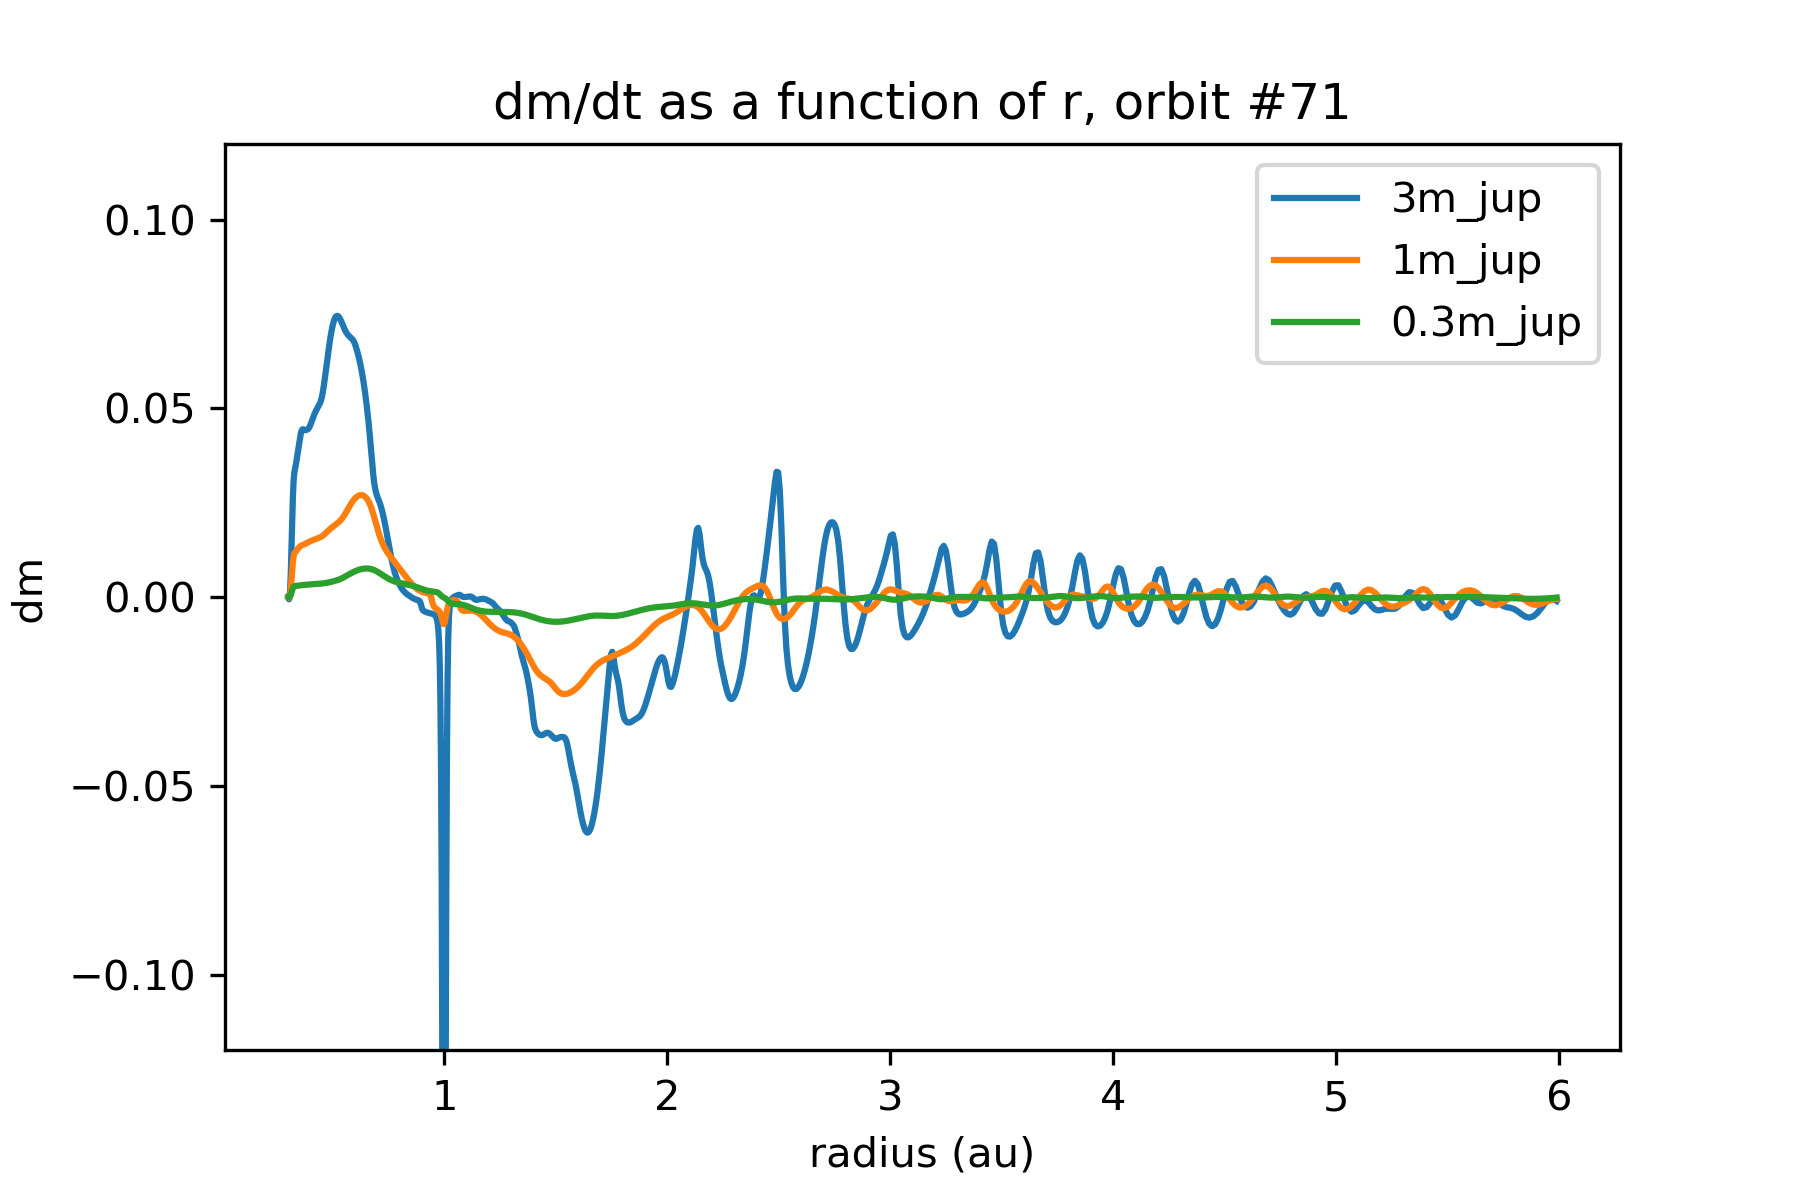 dm/dt as a function of r, orbit #71
3m_jup
1m_jup
0.3m_jup
0.10
0.05
0.00
−0.05
−0.10
dm
1 2 3 4 5 6
radius (au)